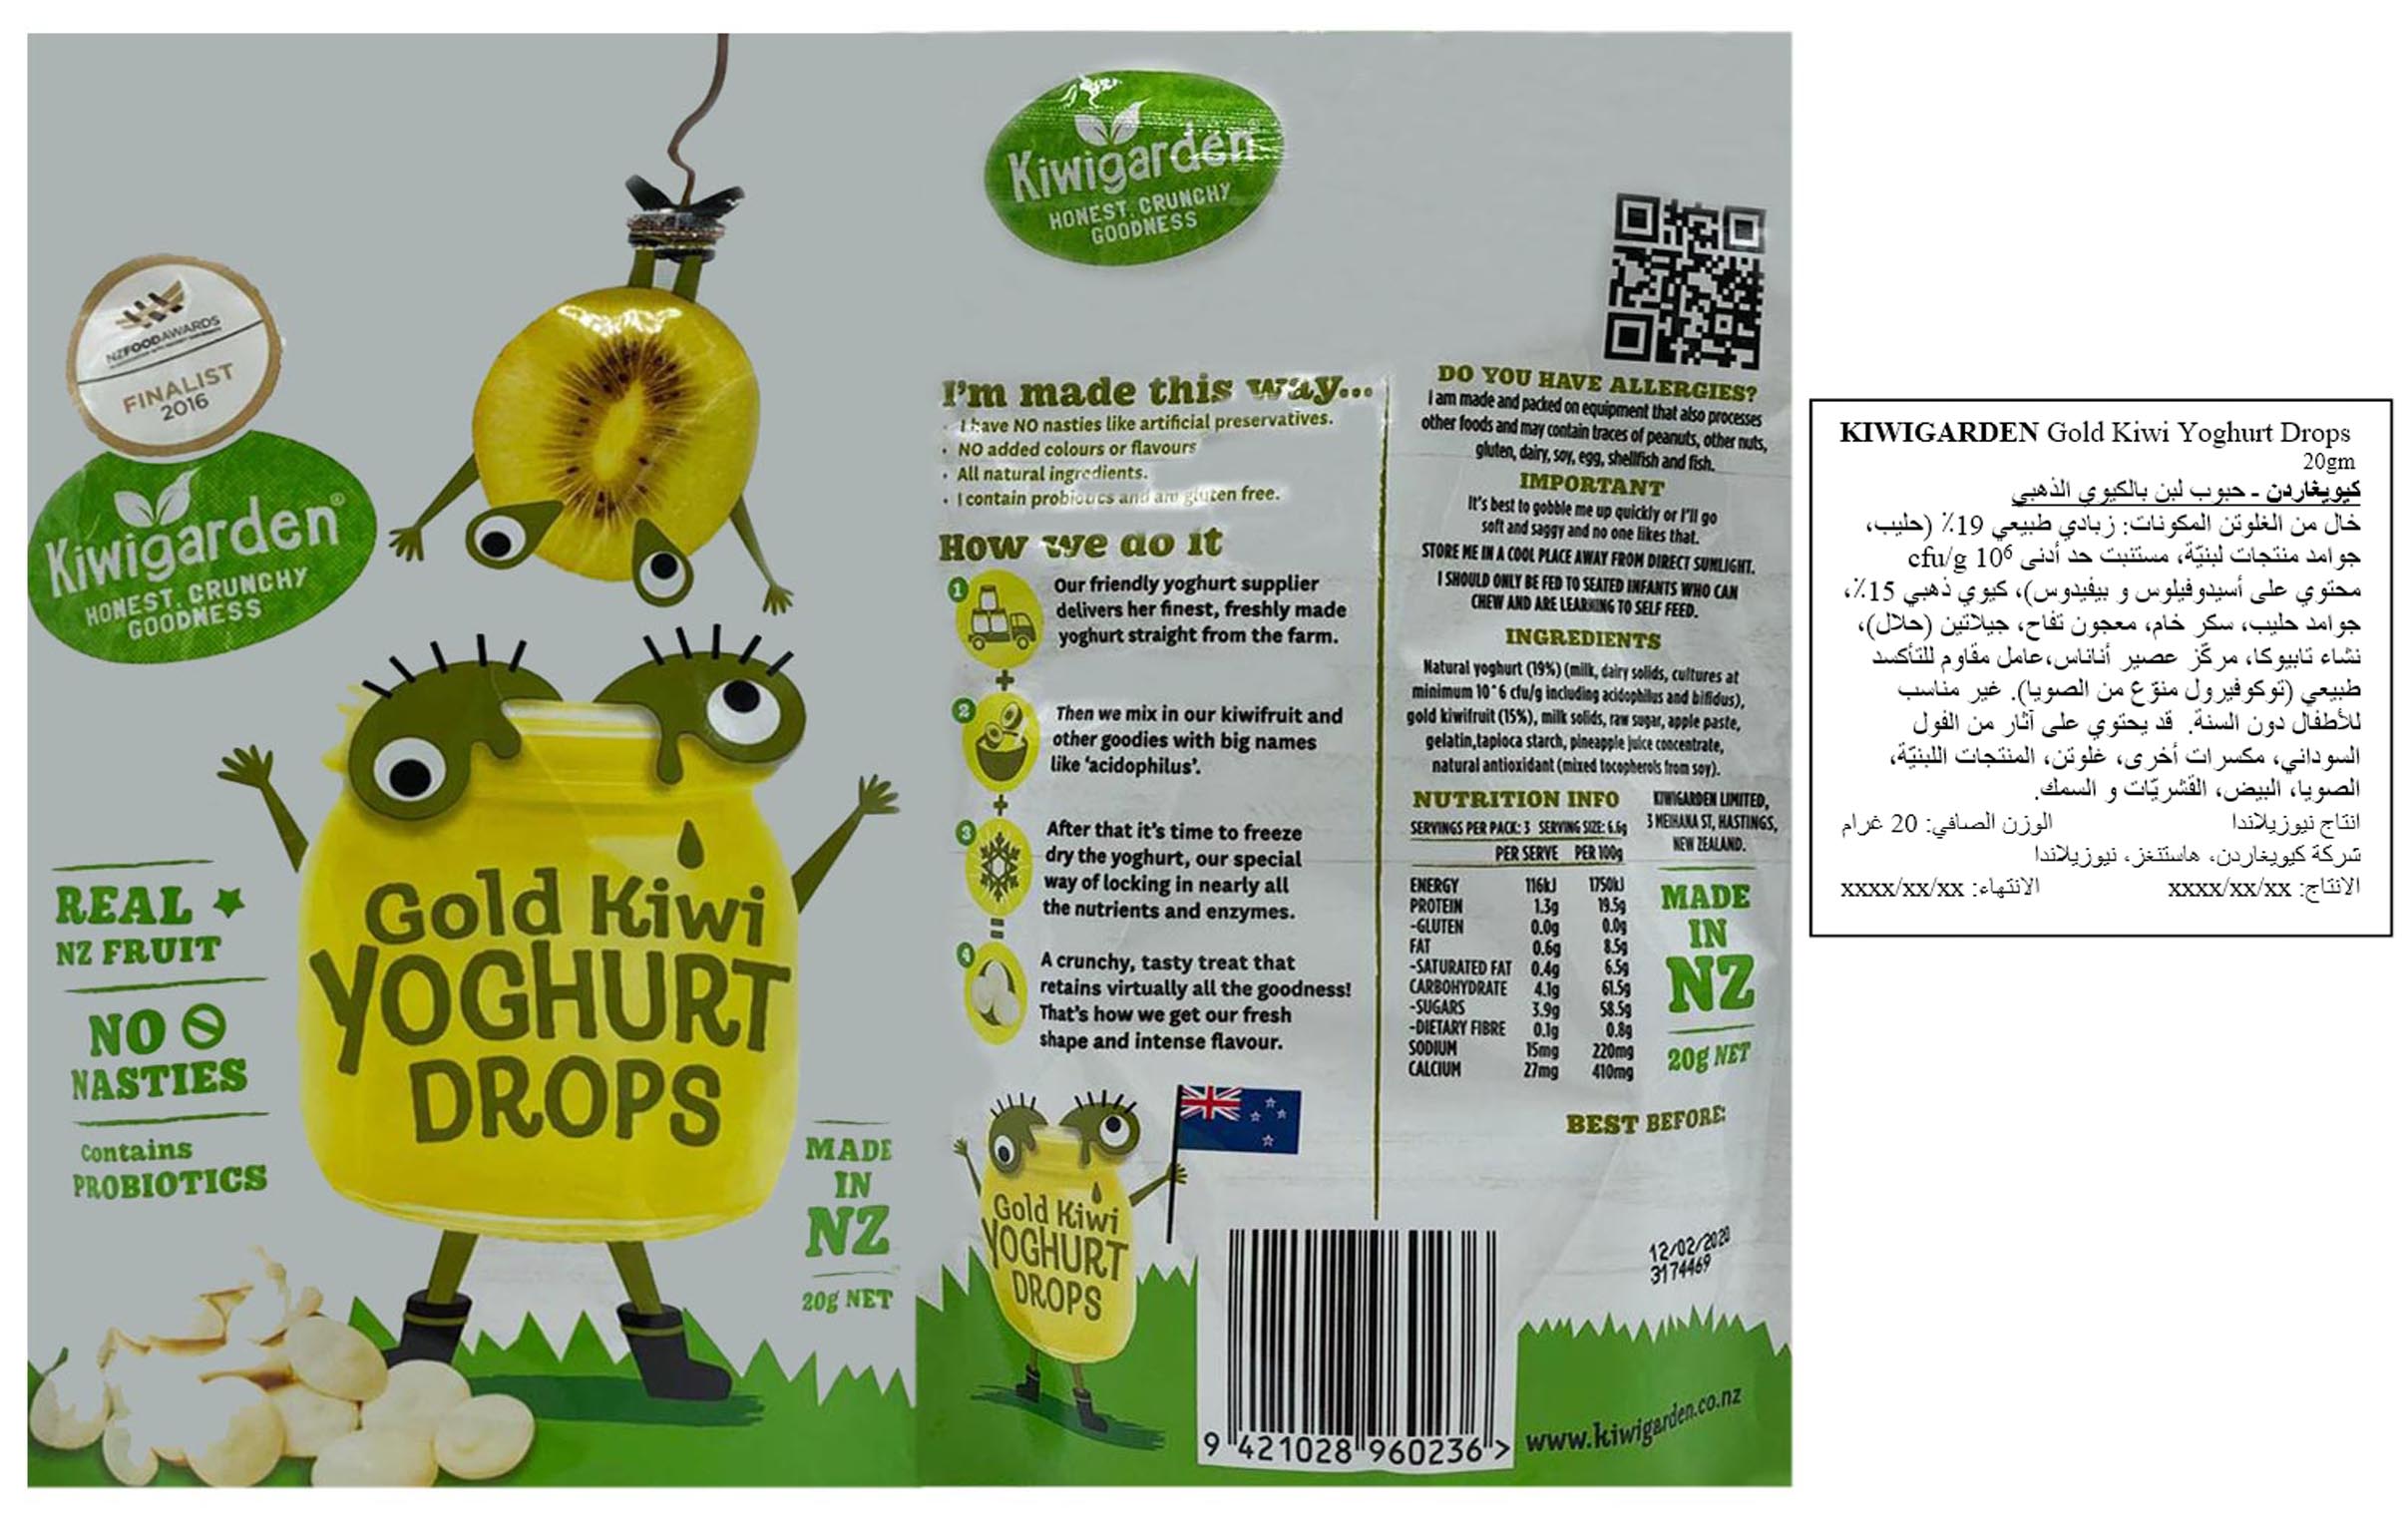 NZFOODAWARDS
FINALIST
2016
Kiwigarden®
HONEST. CRUNCHY
GOODNESS
REAL
NZ FRUIT
NO
NASTIES
Contains
PROBIOTICS
Gold Kiwi
YOGHURT
DROPS
MADE
IN
NZ
20g NET
Kiwigarden
HONEST. CRUNCHY
GOODNESS
I'm made this way...
· I have NO nasties like artificial preservatives.
· NO added colours or flavours
· All natural ingredients.
· I contain probiotics and am gluten free.
How we do it
1
Our friendly yoghurt supplier
delivers her finest, freshly made
yoghurt straight from the farm.
+
2
Then we mix in our kiwifruit and
other goodies with big names
like 'acidophilus'.
+
3
After that it's time to freeze
dry the yoghurt, our special
way of locking in nearly all
the nutrients and enzymes.
=
4
A crunchy, tasty treat that
retains virtually all the goodness!
That's how we get our fresh
shape and intense flavour.
Gold Kiwi
YOGHURT
DROPS
DO YOU HAVE ALLERGIES?
I am made and packed on equipment that also processes
other foods and may contain traces of peanuts, other nuts,
gluten, dairy, soy, egg, shellfish and fish.
IMPORTANT
It's best to gobble me up quickly or I'll go
soft and saggy and no one likes that.
STORE ME IN A COOL PLACE AWAY FROM DIRECT SUNLIGHT.
I SHOULD ONLY BE FED TO SEATED INFANTS WHO CAN
CHEW AND ARE LEARNING TO SELF FEED.
INGREDIENTS
Natural yoghurt (19%) (milk, dairy solids, cultures at
minimum 10^6 cfu/g including acidophilus and bifidus),
gold kiwifruit (15%), milk solids, raw sugar, apple paste,
gelatin,tapioca starch, pineapple juice concentrate,
natural antioxidant (mixed tocopherols from soy).
NUTRITION INFO
SERVINGS PER PACK: 3 SERVING SIZE: 6.6g
PER SERVE PER 100g
ENERGY 116kJ 1750kJ
PROTEIN 1.3g 19.5g
-GLUTEN 0.0g 0.0g
FAT 0.6g 8.5g
-SATURATED FAT 0.4g 6.5g
CARBOHYDRATE 4.1g 61.5g
-SUGARS 3.9g 58.5g
-DIETARY FIBRE 0.1g 0.8g
SODIUM 15mg 220mg
CALCIUM 27mg 410mg
KIWIGARDEN LIMITED,
3 MEIHANA ST, HASTINGS,
NEW ZEALAND.
MADE
IN
NZ
20g NET
BEST BEFORE:
12/02/2020
3174469
9 421028 960236 >
www.kiwigarden.co.nz
KIWIGARDEN Gold Kiwi Yoghurt Drops
20gm
كيويغاردن - حبوب لبن بالكيوي الذهبي
خال من الغلوتن المكونات: زبادي طبيعي 19٪ (حليب،
جوامد منتجات لبنيّة، مستنبت حد أدنى 10⁶ cfu/g
محتوي على أسيدوفيلوس و بيفيدوس)، كيوي ذهبي 15٪،
جوامد حليب، سكر خام، معجون تفاح، جيلاتين (حلال)،
نشاء تابيوكا، مركّز عصير أناناس،عامل مقاوم للتأكسد
طبيعي (توكوفيرول منوّع من الصويا). غير مناسب
للأطفال دون السنة. قد يحتوي على آثار من الفول
السوداني، مكسرات أخرى، غلوتن، المنتجات اللبنيّة،
الصويا، البيض، القشريّات و السمك.
انتاج نيوزيلاندا الوزن الصافي: 20 غرام
شركة كيويغاردن، هاستنغز، نيوزيلاندا
الانتاج: xxxx/xx/xx الانتهاء: xxxx/xx/xx